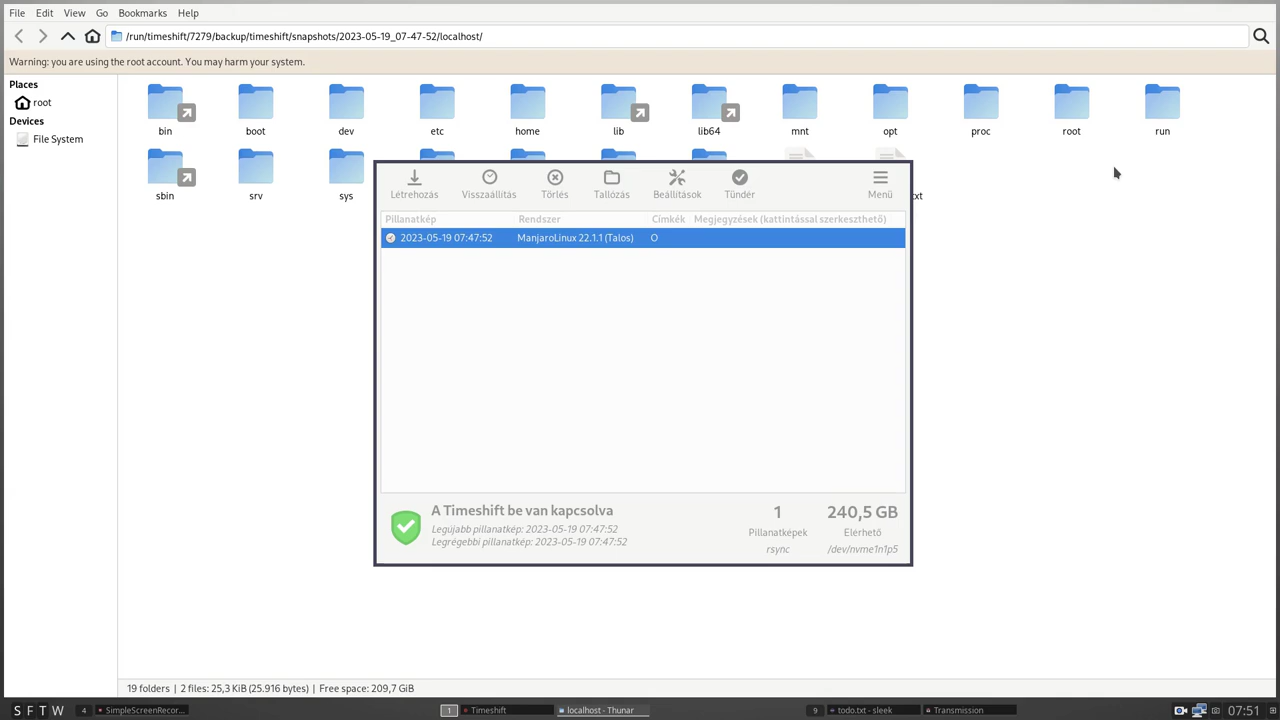 File Edit View Go Bookmarks Help
/run/timeshift/7279/backup/timeshift/snapshots/2023-05-19_07-47-52/localhost/
Warning: you are using the root account. You may harm your system.
Places
root
Devices
File System
bin boot dev etc home lib lib64 mnt opt proc root run
sbin srv sys txt
Létrehozás Visszaállítás Törlés Tallózás Beállítások Tündér Menü
Pillanatkép Rendszer Címkék Megjegyzések (kattintással szerkeszthető)
2023-05-19 07:47:52 ManjaroLinux 22.1.1 (Talos) O
A Timeshift be van kapcsolva
Legújabb pillanatkép: 2023-05-19 07:47:52
Legrégebbi pillanatkép: 2023-05-19 07:47:52
1 240,5 GB
Pillanatképek Elérhető
rsync /dev/nvme1n1p5
19 folders | 2 files: 25,3 KiB (25.916 bytes) | Free space: 209,7 GiB
S F T W 4 SimpleScreenRecor... 1 Timeshift localhost - Thunar 9 todo.txt - sleek Transmission 07:51